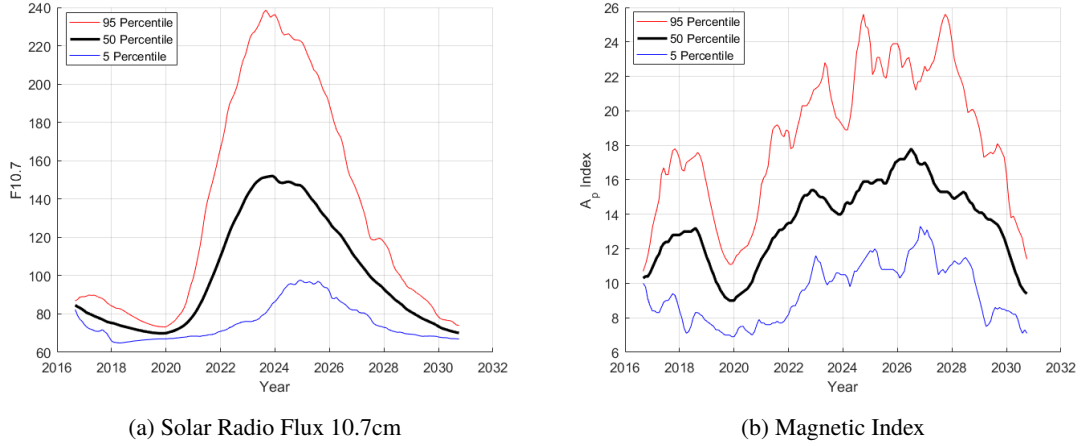 240
220
200
180
160
140
120
100
80
60
F10.7
95 Percentile
50 Percentile
5 Percentile
2016 2018 2020 2022 2024 2026 2028 2030 2032
Year
(a) Solar Radio Flux 10.7cm
26
24
22
20
18
16
14
12
10
8
6
Ap Index
95 Percentile
50 Percentile
5 Percentile
2016 2018 2020 2022 2024 2026 2028 2030 2032
Year
(b) Magnetic Index